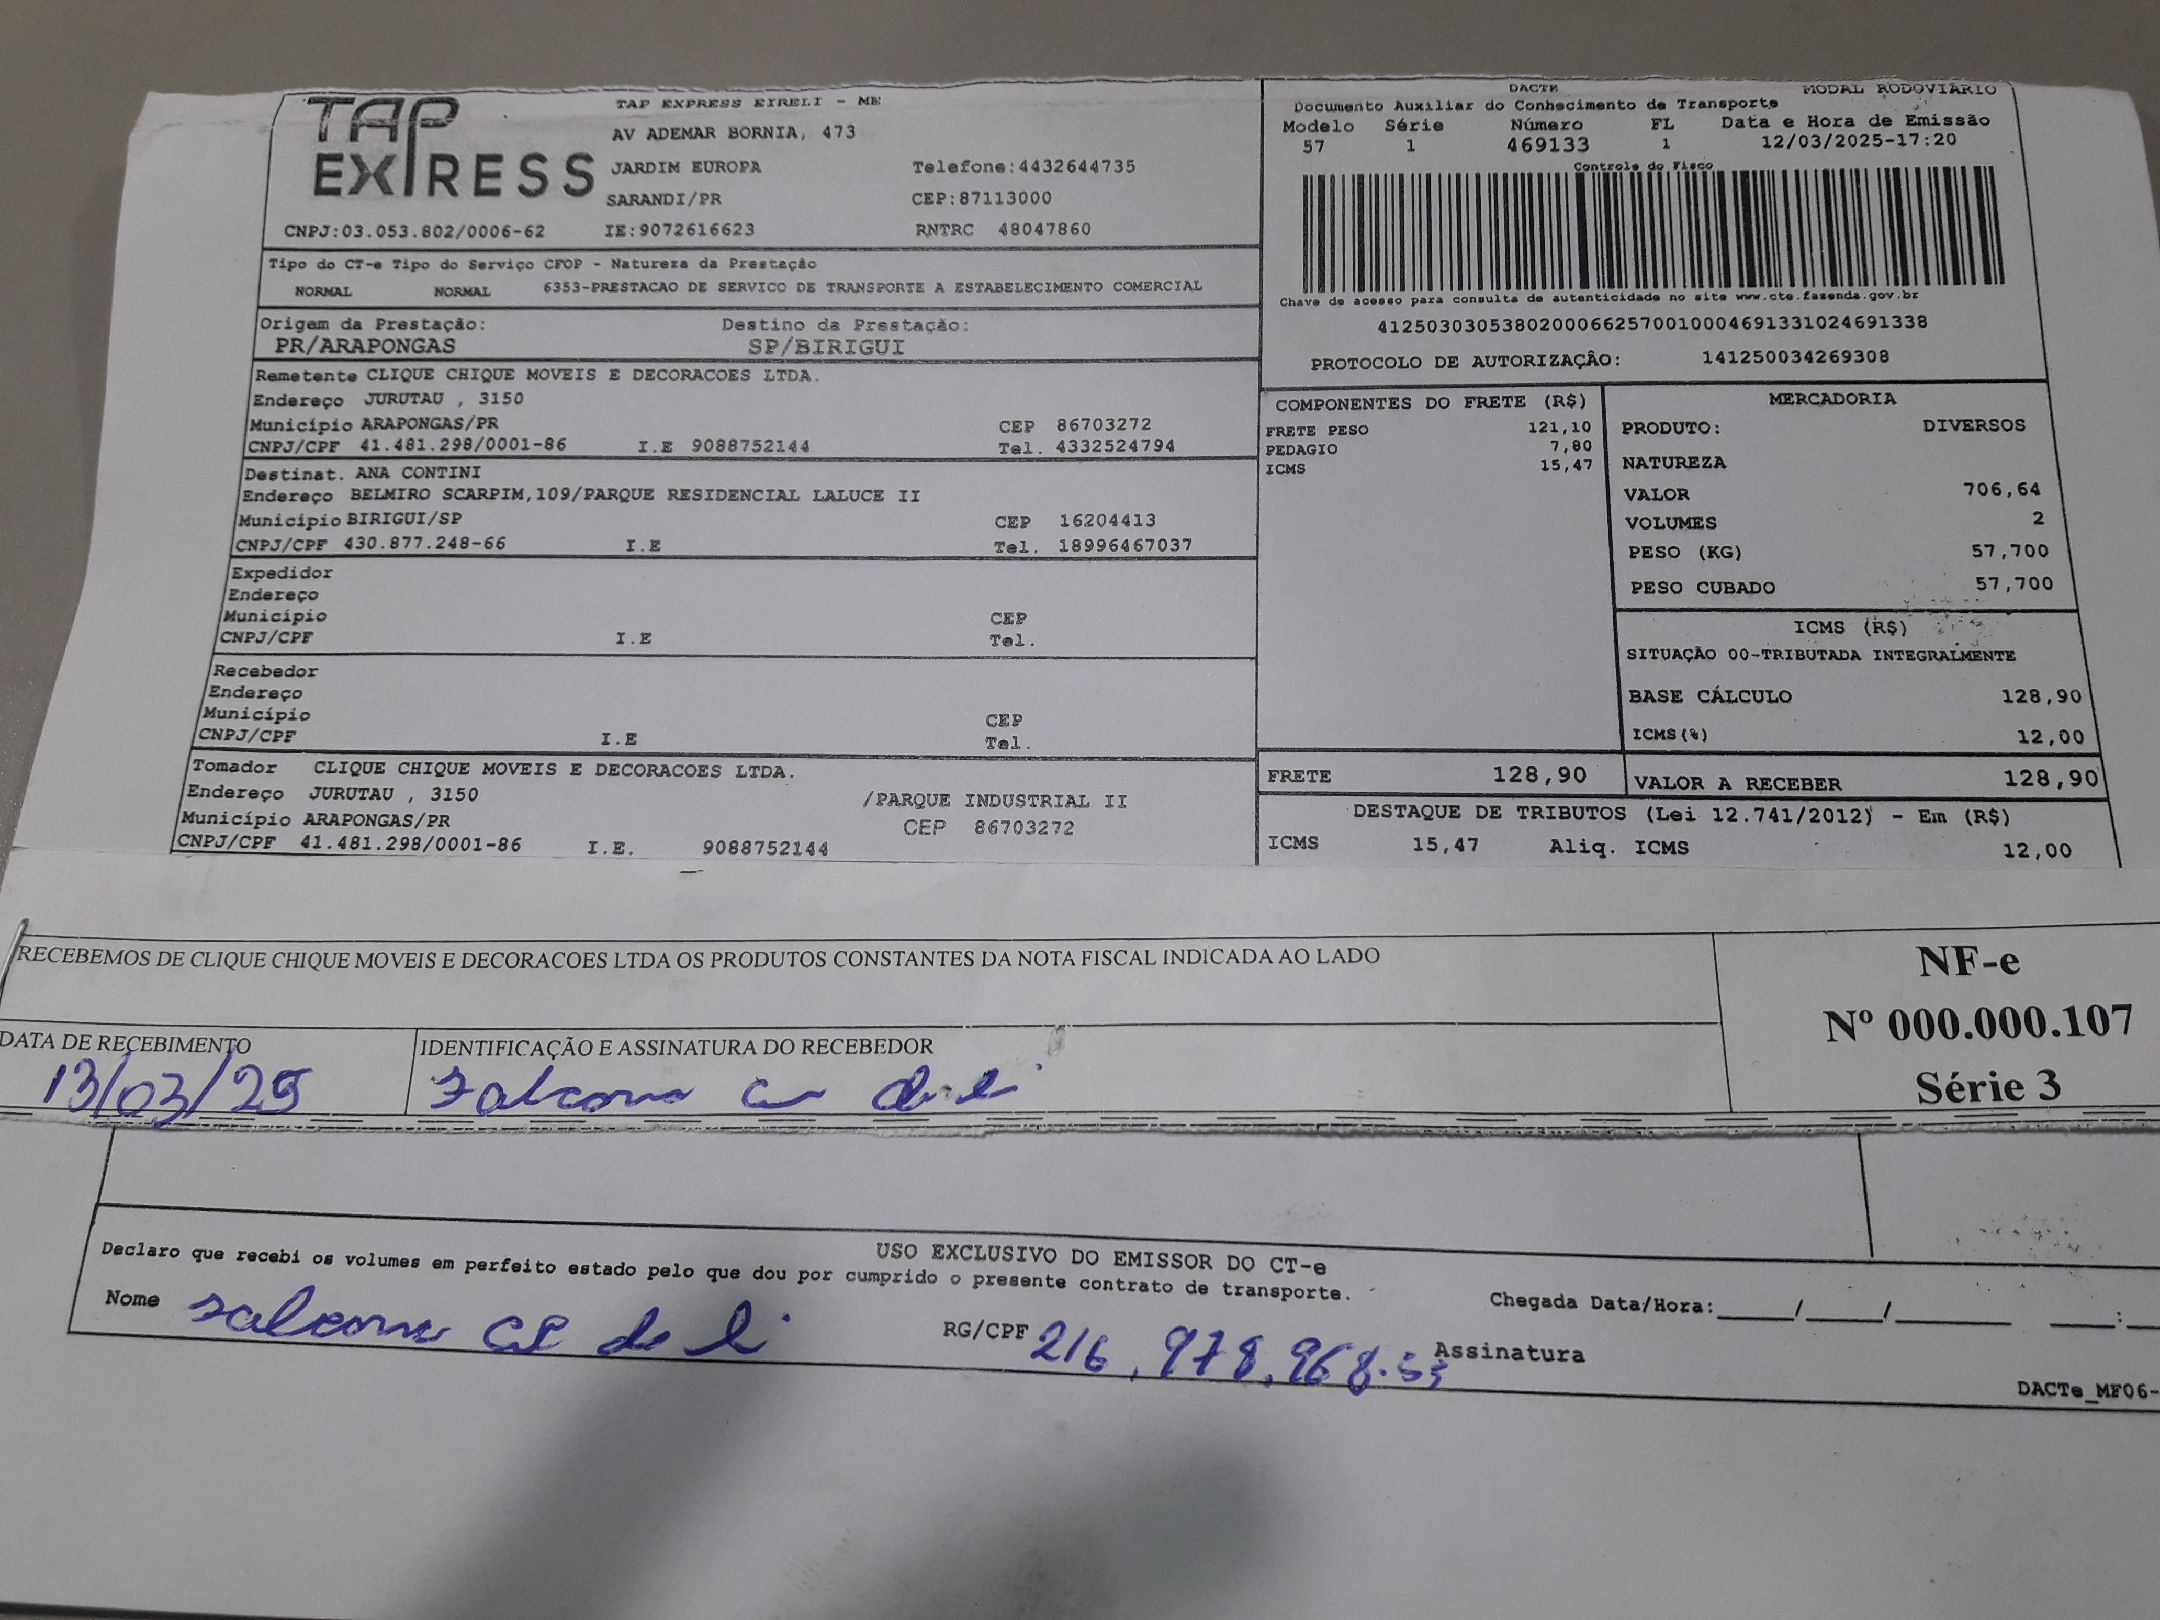 TAP EXPRESS
TAP EXPRESS EIRELI - ME
AV ADEMAR BORNIA, 473
JARDIM EUROPA Telefone:4432644735
SARANDI/PR CEP:87113000
CNPJ:03.053.802/0006-62 IE:9072616623 RNTRC 48047860
Tipo do CT-e Tipo do Serviço CFOP - Natureza da Prestação
NORMAL NORMAL 6353-PRESTACAO DE SERVICO DE TRANSPORTE A ESTABELECIMENTO COMERCIAL
Origem da Prestação: Destino da Prestação:
PR/ARAPONGAS SP/BIRIGUI
Remetente CLIQUE CHIQUE MOVEIS E DECORACOES LTDA.
Endereço JURUTAU , 3150
Município ARAPONGAS/PR CEP 86703272
CNPJ/CPF 41.481.298/0001-86 I.E 9088752144 Tel. 4332524794
Destinat. ANA CONTINI
Endereço BELMIRO SCARPIM,109/PARQUE RESIDENCIAL LALUCE II
Município BIRIGUI/SP CEP 16204413
CNPJ/CPF 430.877.248-66 I.E Tel. 18996467037
Expedidor
Endereço
Município CEP
CNPJ/CPF I.E Tel.
Recebedor
Endereço
Município CEP
CNPJ/CPF I.E Tel.
Tomador CLIQUE CHIQUE MOVEIS E DECORACOES LTDA.
Endereço JURUTAU , 3150 /PARQUE INDUSTRIAL II
Município ARAPONGAS/PR CEP 86703272
CNPJ/CPF 41.481.298/0001-86 I.E. 9088752144
DACTE MODAL RODOVIÁRIO
Documento Auxiliar do Conhecimento de Transporte
Modelo Série Número FL Data e Hora de Emissão
57 1 469133 1 12/03/2025-17:20
Controle do Fisco
Chave de acesso para consulta de autenticidade no site www.cte.fazenda.gov.br
41250303053802000662570010004691331024691338
PROTOCOLO DE AUTORIZAÇÂO: 141250034269308
COMPONENTES DO FRETE (R$)
FRETE PESO 121,10
PEDAGIO 7,80
ICMS 15,47
MERCADORIA
PRODUTO: DIVERSOS
NATUREZA
VALOR 706,64
VOLUMES 2
PESO (KG) 57,700
PESO CUBADO 57,700
ICMS (R$)
SITUAÇÃO 00-TRIBUTADA INTEGRALMENTE
BASE CÁLCULO 128,90
ICMS(%) 12,00
FRETE 128,90 VALOR A RECEBER 128,90
DESTAQUE DE TRIBUTOS (Lei 12.741/2012) - Em (R$)
ICMS 15,47 Aliq. ICMS 12,00
RECEBEMOS DE CLIQUE CHIQUE MOVEIS E DECORACOES LTDA OS PRODUTOS CONSTANTES DA NOTA FISCAL INDICADA AO LADO
NF-e
Nº 000.000.107
Série 3
DATA DE RECEBIMENTO IDENTIFICAÇÃO E ASSINATURA DO RECEBEDOR
13/03/25
USO EXCLUSIVO DO EMISSOR DO CT-e
Declaro que recebi os volumes em perfeito estado pelo que dou por cumprido o presente contrato de transporte.
Nome RG/CPF 216.978.968.53 Assinatura
Chegada Data/Hora:_____/_____/______ ___:__
DACTe_MF06-